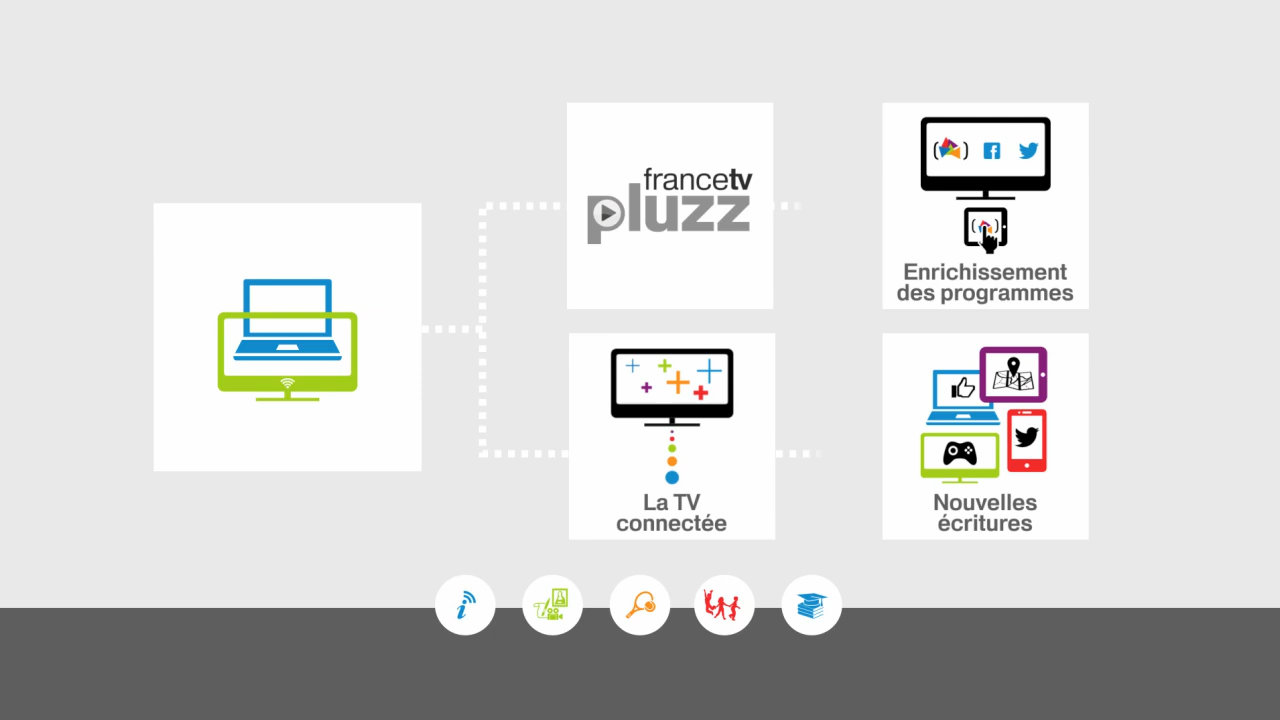 francetv
pluzz
Enrichissement
des programmes
La TV
connectée
Nouvelles
écritures